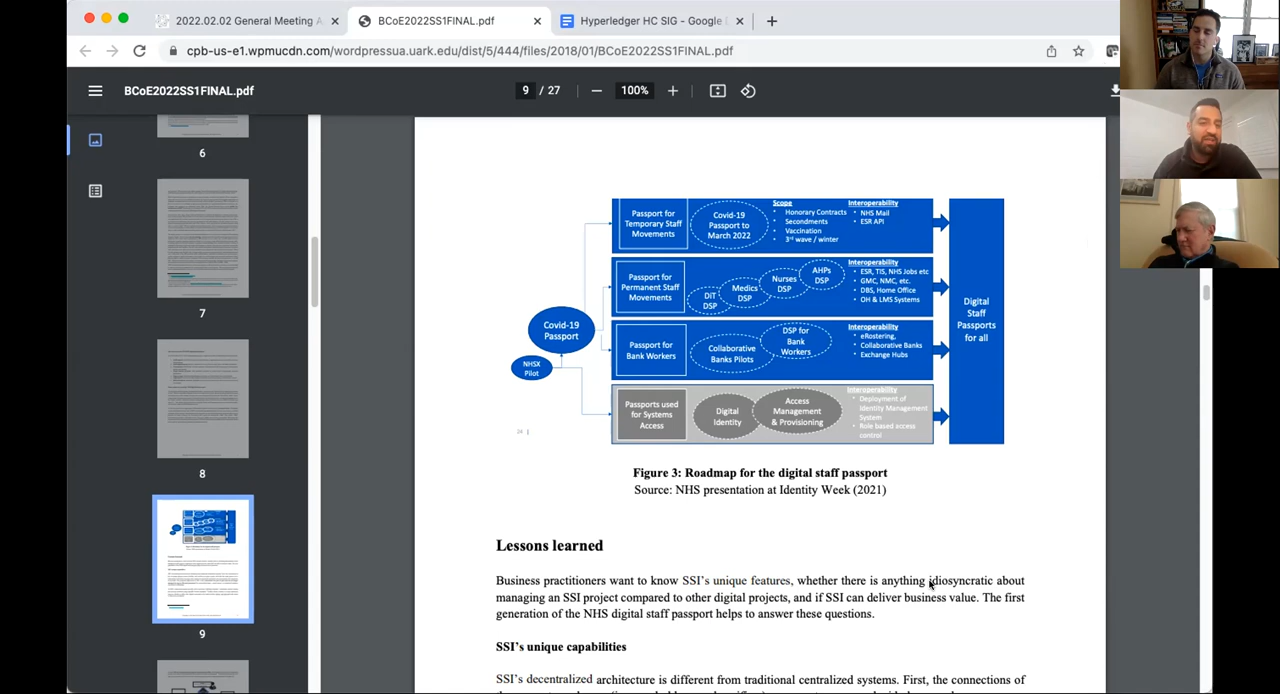 2022.02.02 General Meeting
BCoE2022SS1FINAL.pdf
Hyperledger HC SIG - Google
cpb-us-e1.wpmucdn.com/wordpressua.uark.edu/dist/5/444/files/2018/01/BCoE2022SS1FINAL.pdf
BCoE2022SS1FINAL.pdf
9 / 27
100%
6
7
8
9
Passport for
Temporary Staff
Movements
Covid-19
Passport to
March 2022
Scope
• Honorary Contracts
• Secondments
• Vaccination
• 3rd wave / winter
Interoperability
• NHS Mail
• ESR API
Passport for
Permanent Staff
Movements
DIT
DSP
Medics
DSP
Nurses
DSP
AHPs
DSP
Interoperability
• ESR, TIS, NHS Jobs etc
• GMC, NMC, etc.
• DBS, Home Office
• OH & LMS Systems
Covid-19
Passport
NHSX
Pilot
Passport for
Bank Workers
Collaborative
Banks Pilots
DSP for
Bank
Workers
Interoperability
• eRostering,
• Collaborative Banks
• Exchange Hubs
Passports used
for Systems
Access
Digital
Identity
Access
Management
& Provisioning
Interoperability
• Deployment of
Identity Management
System
• Role based access
control
Digital
Staff
Passports
for all
24 |
Figure 3: Roadmap for the digital staff passport
Source: NHS presentation at Identity Week (2021)
Lessons learned
Business practitioners want to know SSI's unique features, whether there is anything idiosyncratic about
managing an SSI project compared to other digital projects, and if SSI can deliver business value. The first
generation of the NHS digital staff passport helps to answer these questions.
SSI's unique capabilities
SSI's decentralized architecture is different from traditional centralized systems. First, the connections of